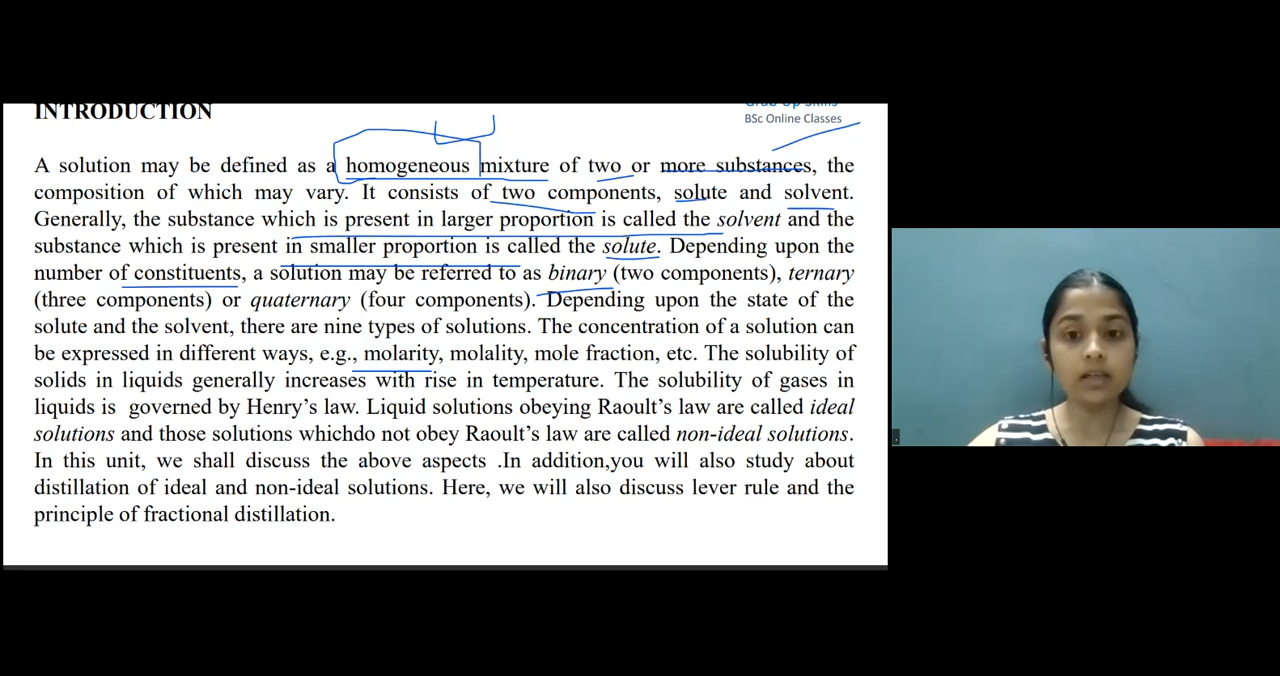 INTRODUCTION
Grab Up Skills
BSc Online Classes
A solution may be defined as a homogeneous mixture of two or more substances, the
composition of which may vary. It consists of two components, solute and solvent.
Generally, the substance which is present in larger proportion is called the solvent and the
substance which is present in smaller proportion is called the solute. Depending upon the
number of constituents, a solution may be referred to as binary (two components), ternary
(three components) or quaternary (four components). Depending upon the state of the
solute and the solvent, there are nine types of solutions. The concentration of a solution can
be expressed in different ways, e.g., molarity, molality, mole fraction, etc. The solubility of
solids in liquids generally increases with rise in temperature. The solubility of gases in
liquids is governed by Henry's law. Liquid solutions obeying Raoult's law are called ideal
solutions and those solutions whichdo not obey Raoult's law are called non-ideal solutions.
In this unit, we shall discuss the above aspects .In addition,you will also study about
distillation of ideal and non-ideal solutions. Here, we will also discuss lever rule and the
principle of fractional distillation.